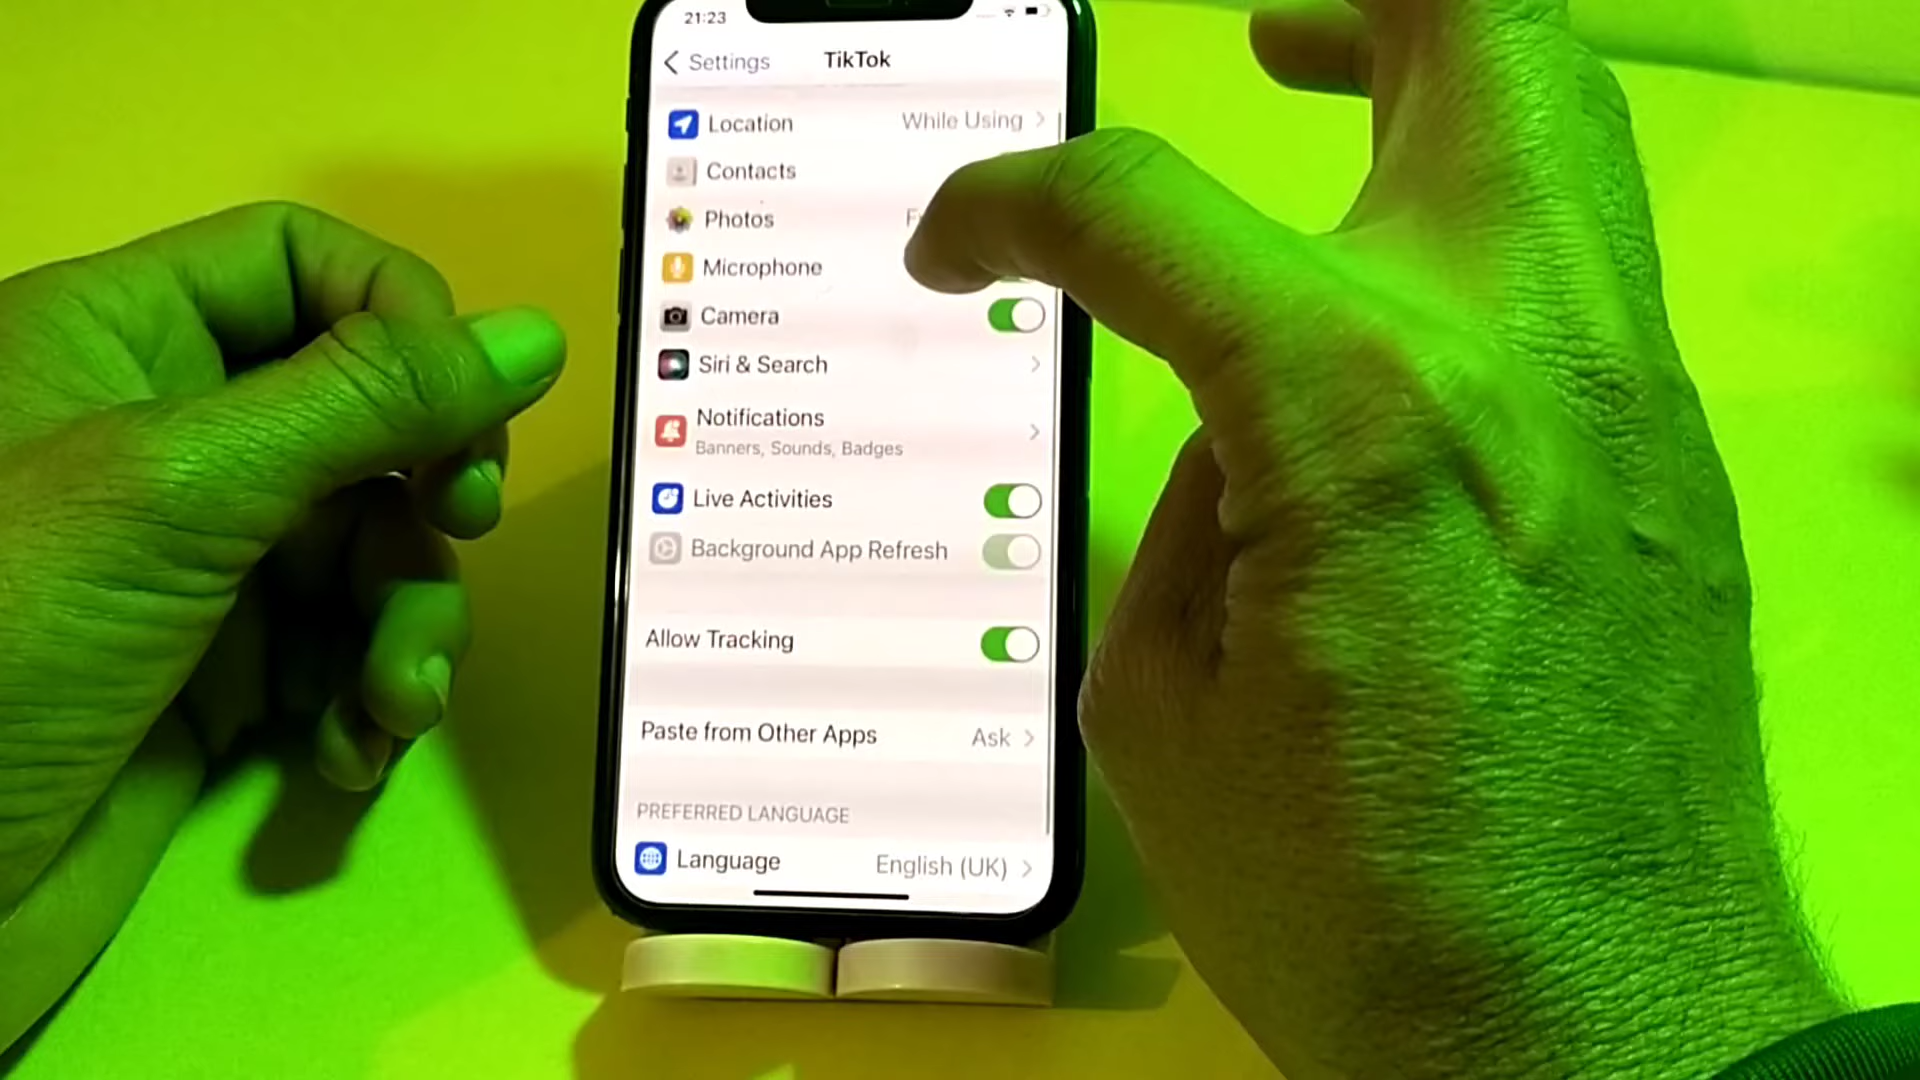 21:23
Settings
TikTok
Location While Using
Contacts
Photos
Microphone
Camera
Siri & Search
Notifications
Banners, Sounds, Badges
Live Activities
Background App Refresh
Allow Tracking
Paste from Other Apps Ask
PREFERRED LANGUAGE
Language English (UK)